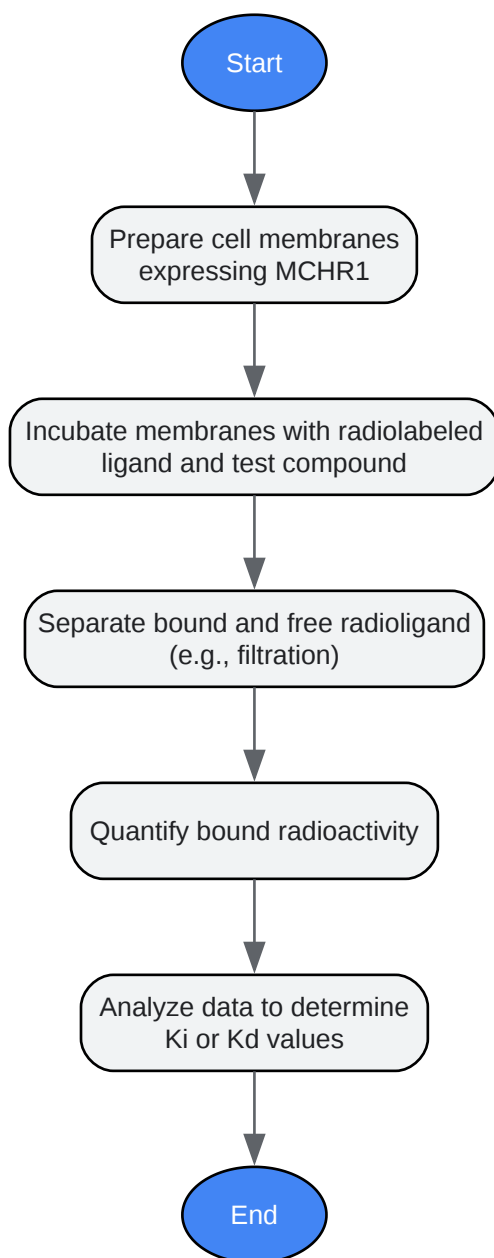 Start
Prepare cell membranes
expressing MCHR1
Incubate membranes with radiolabeled
ligand and test compound
Separate bound and free radioligand
(e.g., filtration)
Quantify bound radioactivity
Analyze data to determine
Ki or Kd values
End